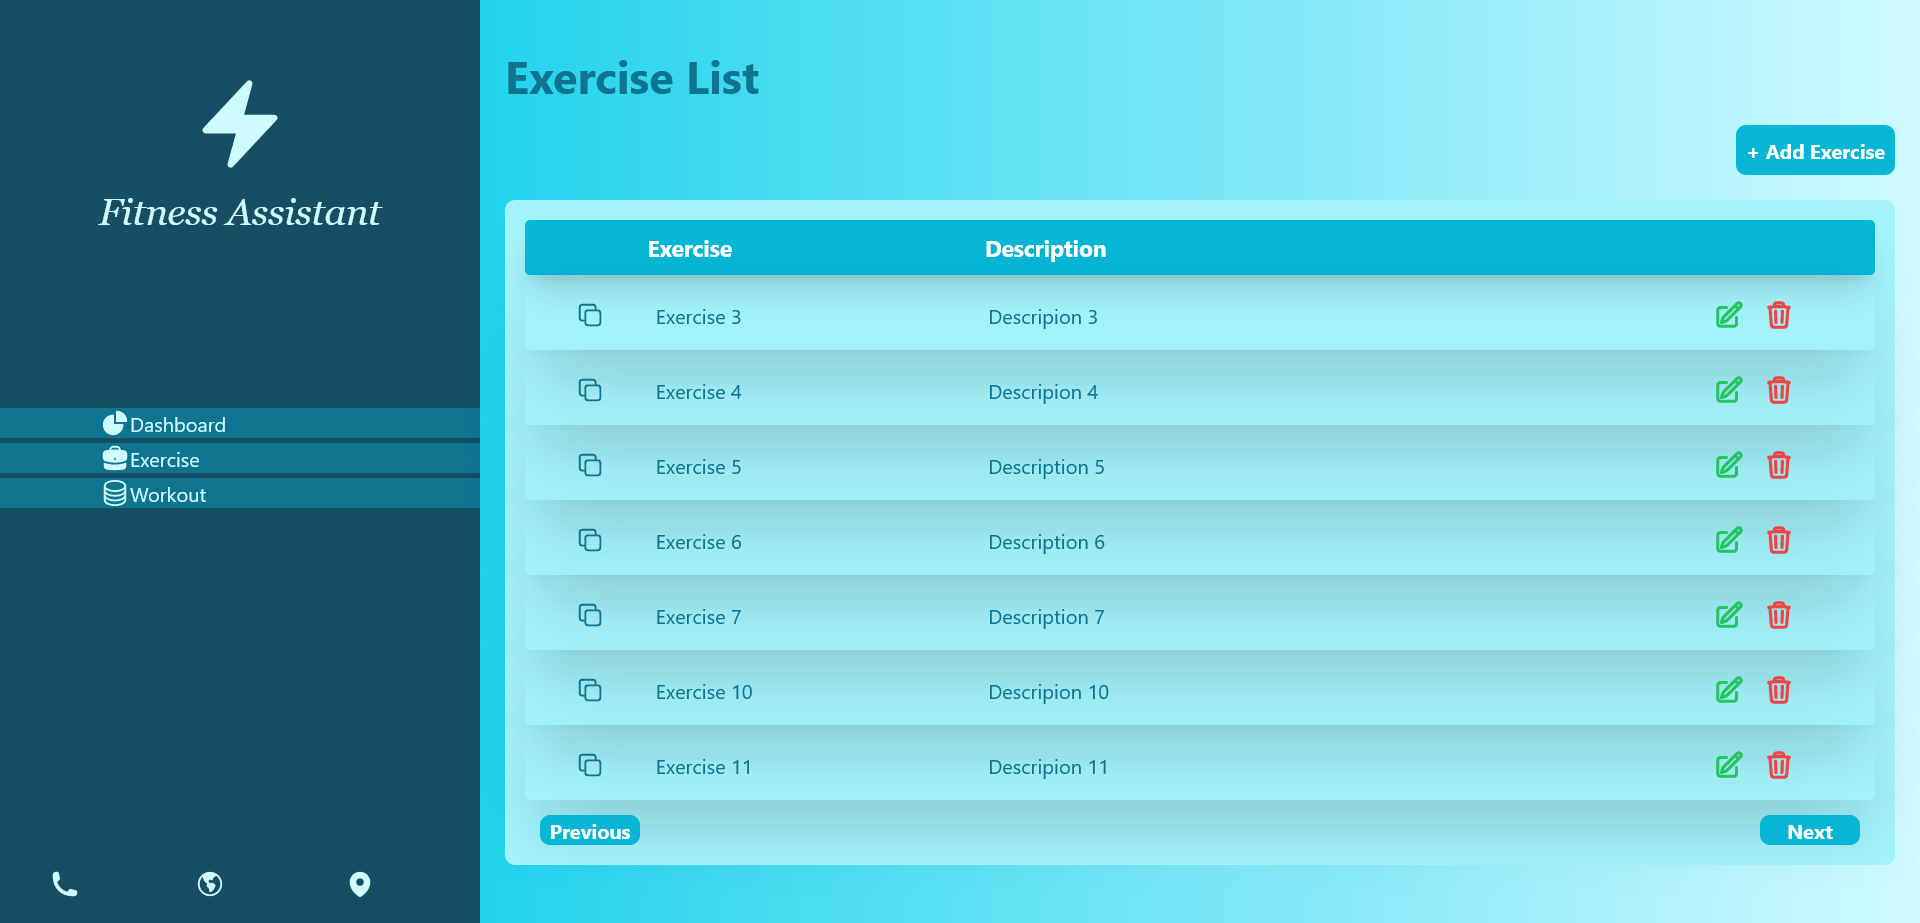 Fitness Assistant
Dashboard
Exercise
Workout
Exercise List
+ Add Exercise
Exercise Description
Exercise 3 Descripion 3
Exercise 4 Descripion 4
Exercise 5 Description 5
Exercise 6 Description 6
Exercise 7 Description 7
Exercise 10 Descripion 10
Exercise 11 Descripion 11
Previous Next